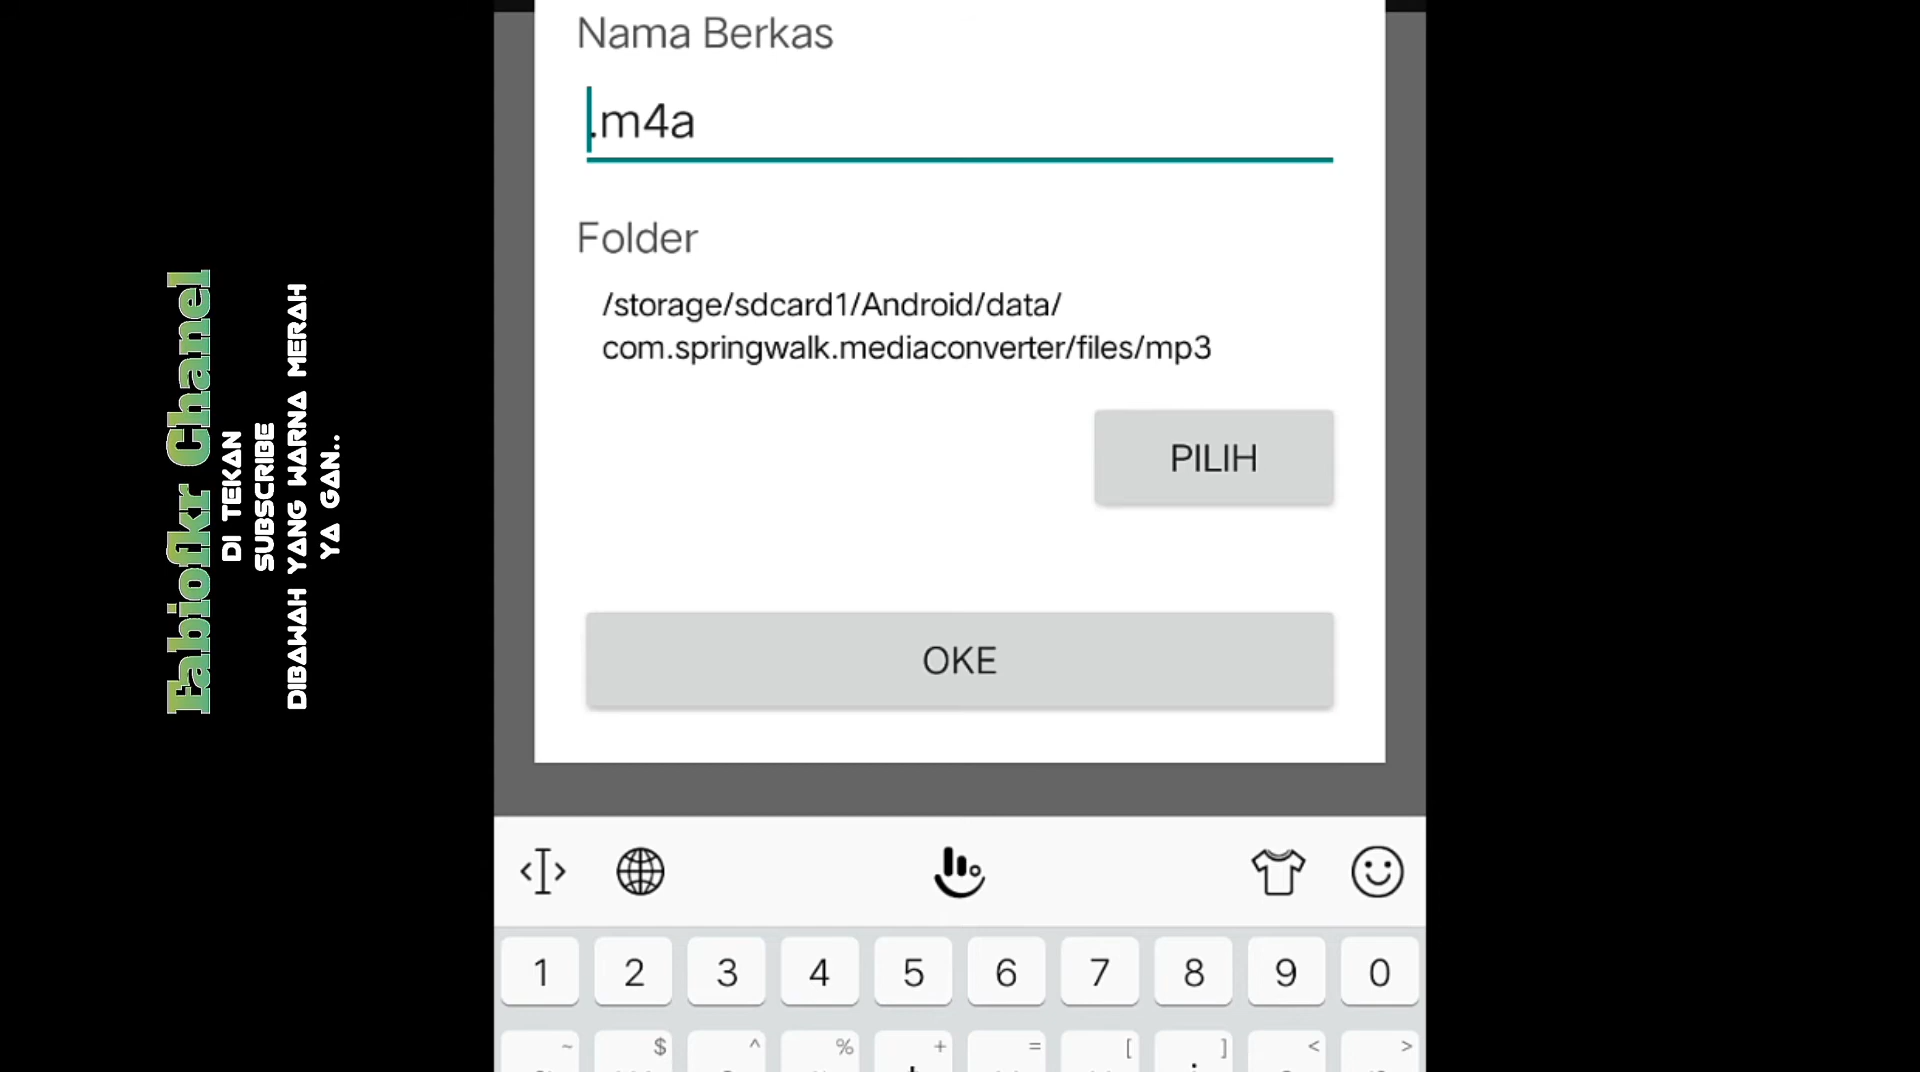 Nama Berkas
.m4a
Folder
/storage/sdcard1/Android/data/
com.springwalk.mediaconverter/files/mp3
PILIH
OKE
Fabiofkr Chanel
DI TEKAN
SUBSCRIBE
DIBAWAH YANG WARNA MERAH
YA GAN..
1 2 3 4 5 6 7 8 9 0
~ $ ^ % + = [ ] < >